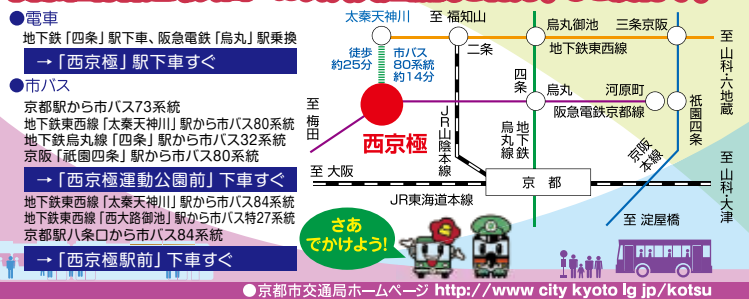 ●電車
地下鉄「四条」駅下車、阪急電鉄「烏丸」駅乗換
→「西京極」駅下車すぐ
●市バス
京都駅から市バス73系統
地下鉄東西線「太秦天神川」駅から市バス80系統
地下鉄烏丸線「四条」駅から市バス32系統
京阪「祇園四条」駅から市バス80系統
→「西京極運動公園前」下車すぐ
地下鉄東西線「太秦天神川」駅から市バス84系統
地下鉄東西線「西大路御池」駅から市バス特27系統
京都駅八条口から市バス84系統
→「西京極駅前」下車すぐ
太秦天神川
至 福知山
烏丸御池
三条京阪
二条
地下鉄東西線
至 山科・六地蔵
徒歩
約25分
市バス
80系統
約14分
四条
烏丸
河原町
阪急電鉄京都線
祇園四条
至 梅田
西京極
JR山陰本線
地下鉄
烏丸線
京阪
本線
至 大阪
京都
至 山科・大津
JR東海道本線
至 淀屋橋
さあ
でかけよう!
●京都市交通局ホームページ http://www city kyoto lg jp/kotsu